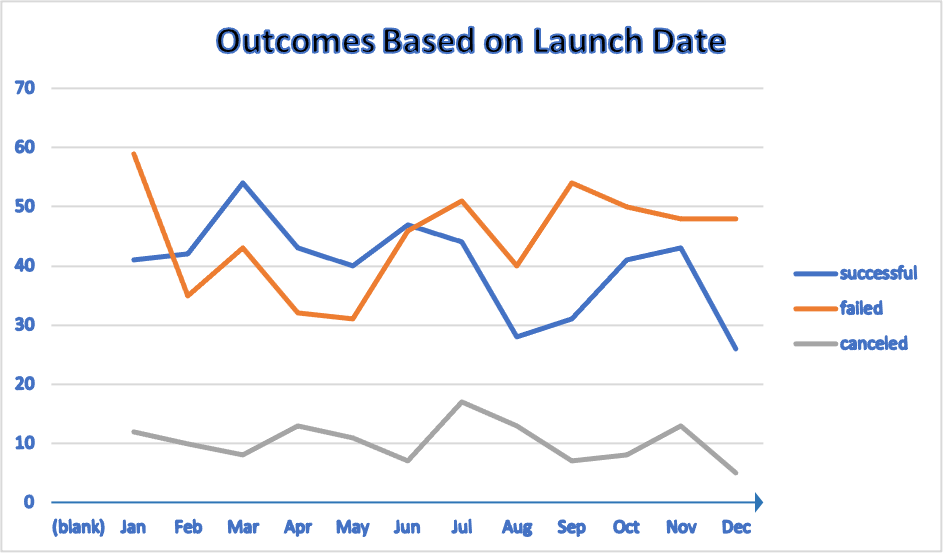 Outcomes Based on Launch Date
70
60
50
40
30
20
10
0
(blank) Jan Feb Mar Apr May Jun Jul Aug Sep Oct Nov Dec
successful
failed
canceled